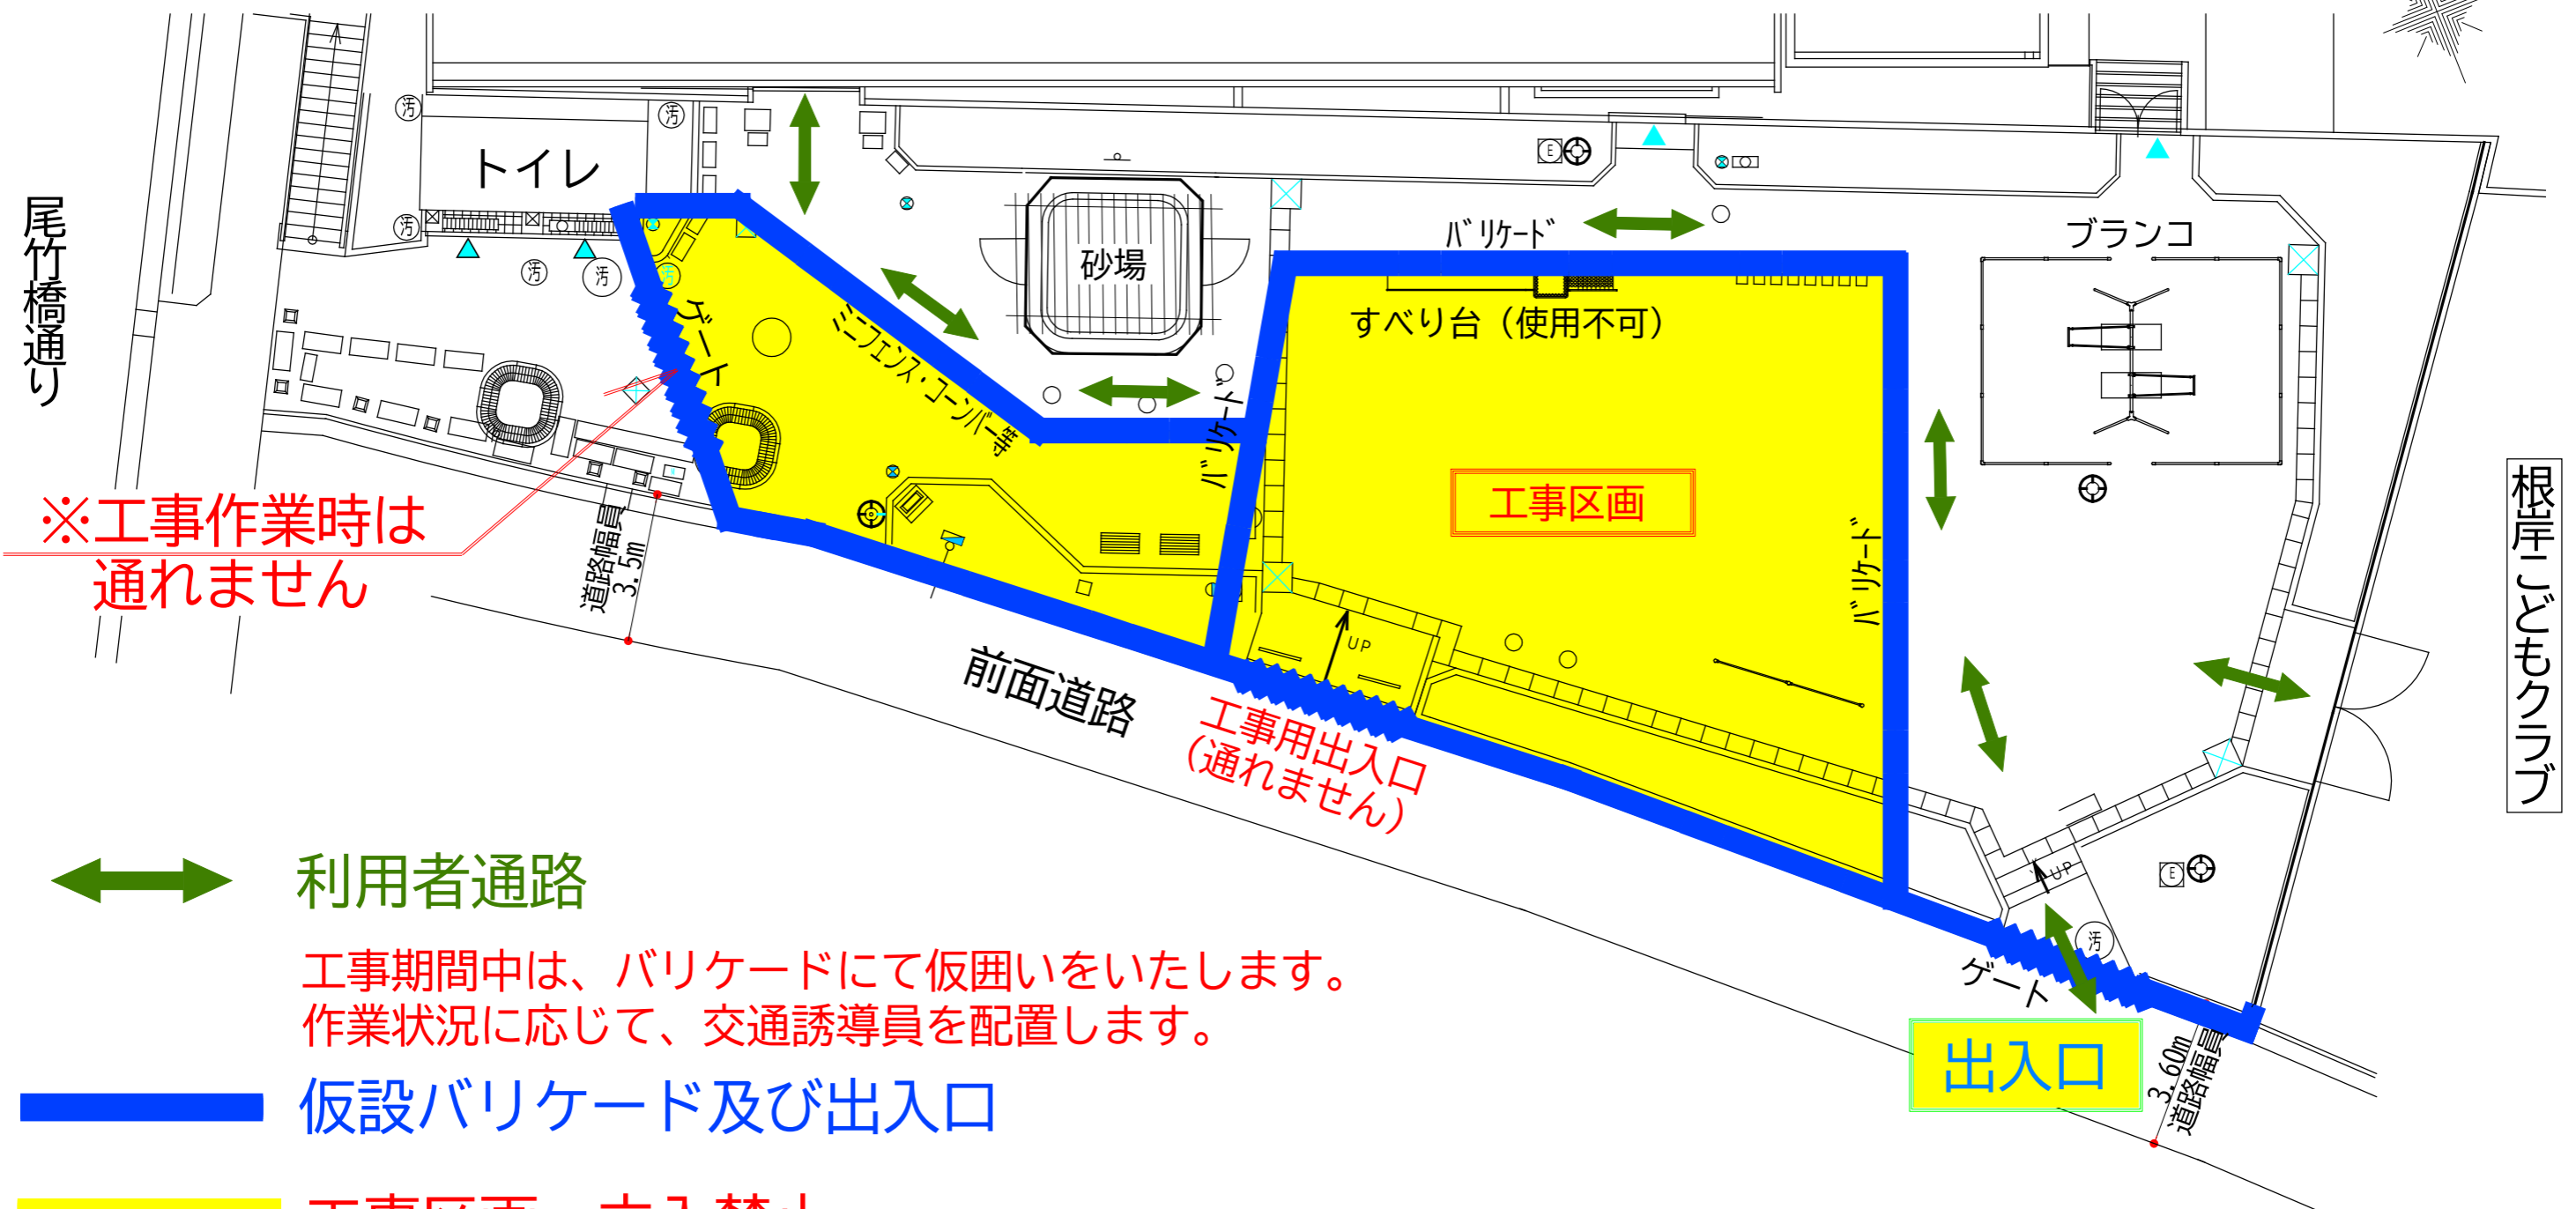 トイレ
汚
汚
汚
汚
汚
汚
尾竹橋通り
ゲート
ミニフェンス・コーンバー等
砂場
E
バリケード
バリケード
すべり台（使用不可）
工事区画
バリケード
ブランコ
根岸こどもクラブ
※工事作業時は
通れません
道路幅員
3.5m
前面道路
UP
工事用出入口
（通れません）
UP
E
汚
ゲート
出入口
3.60m
道路幅員
利用者通路
工事期間中は、バリケードにて仮囲いをいたします。
作業状況に応じて、交通誘導員を配置します。
仮設バリケード及び出入口